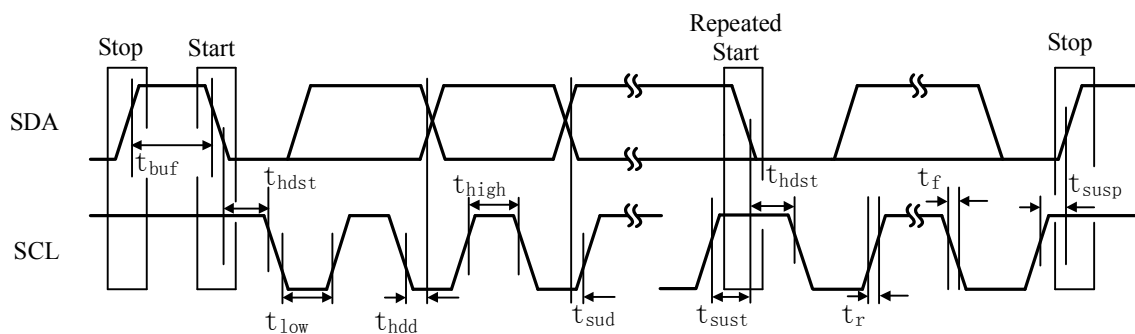 Repeated
Stop Start Start Stop
SDA
t_buf t_hdst t_high t_hdst t_f t_susp
SCL
t_low t_hdd t_sud t_sust t_r